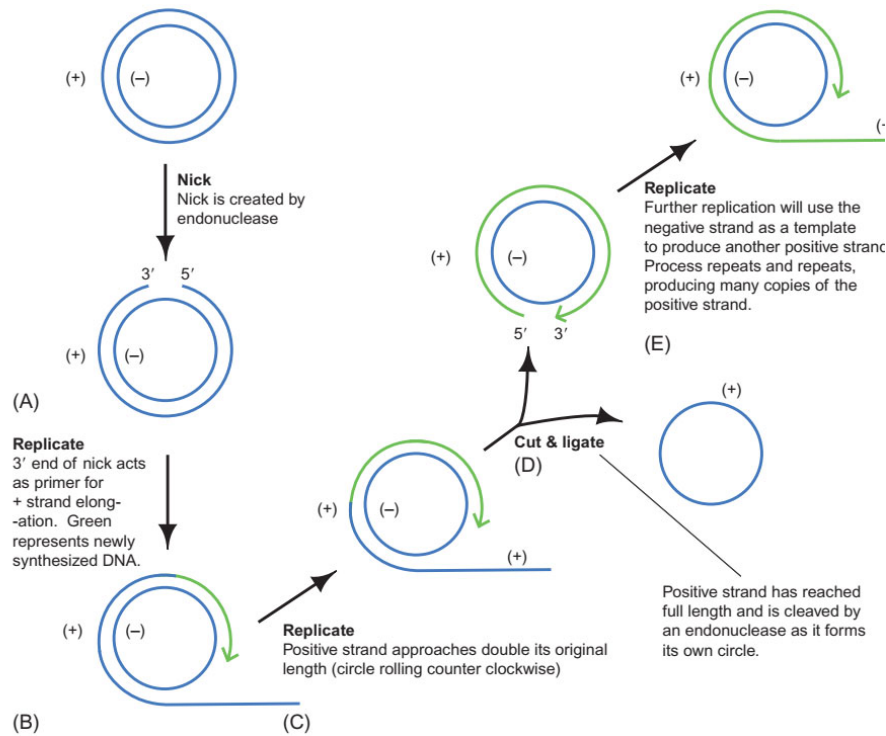 (+)
(–)
Nick
Nick is created by
endonuclease
3′ 5′
(+)
(–)
(A)
Replicate
3′ end of nick acts
as primer for
+ strand elong-
-ation. Green
represents newly
synthesized DNA.
(+)
(–)
(B)
Replicate
Positive strand approaches double its original
length (circle rolling counter clockwise)
(C)
(+)
(–)
(+)
Cut & ligate
(D)
(+)
(–)
5′ 3′
(+)
Positive strand has reached
full length and is cleaved by
an endonuclease as it forms
its own circle.
Replicate
Further replication will use the
negative strand as a template
to produce another positive strand
Process repeats and repeats,
producing many copies of the
positive strand.
(E)
(+)
(–)